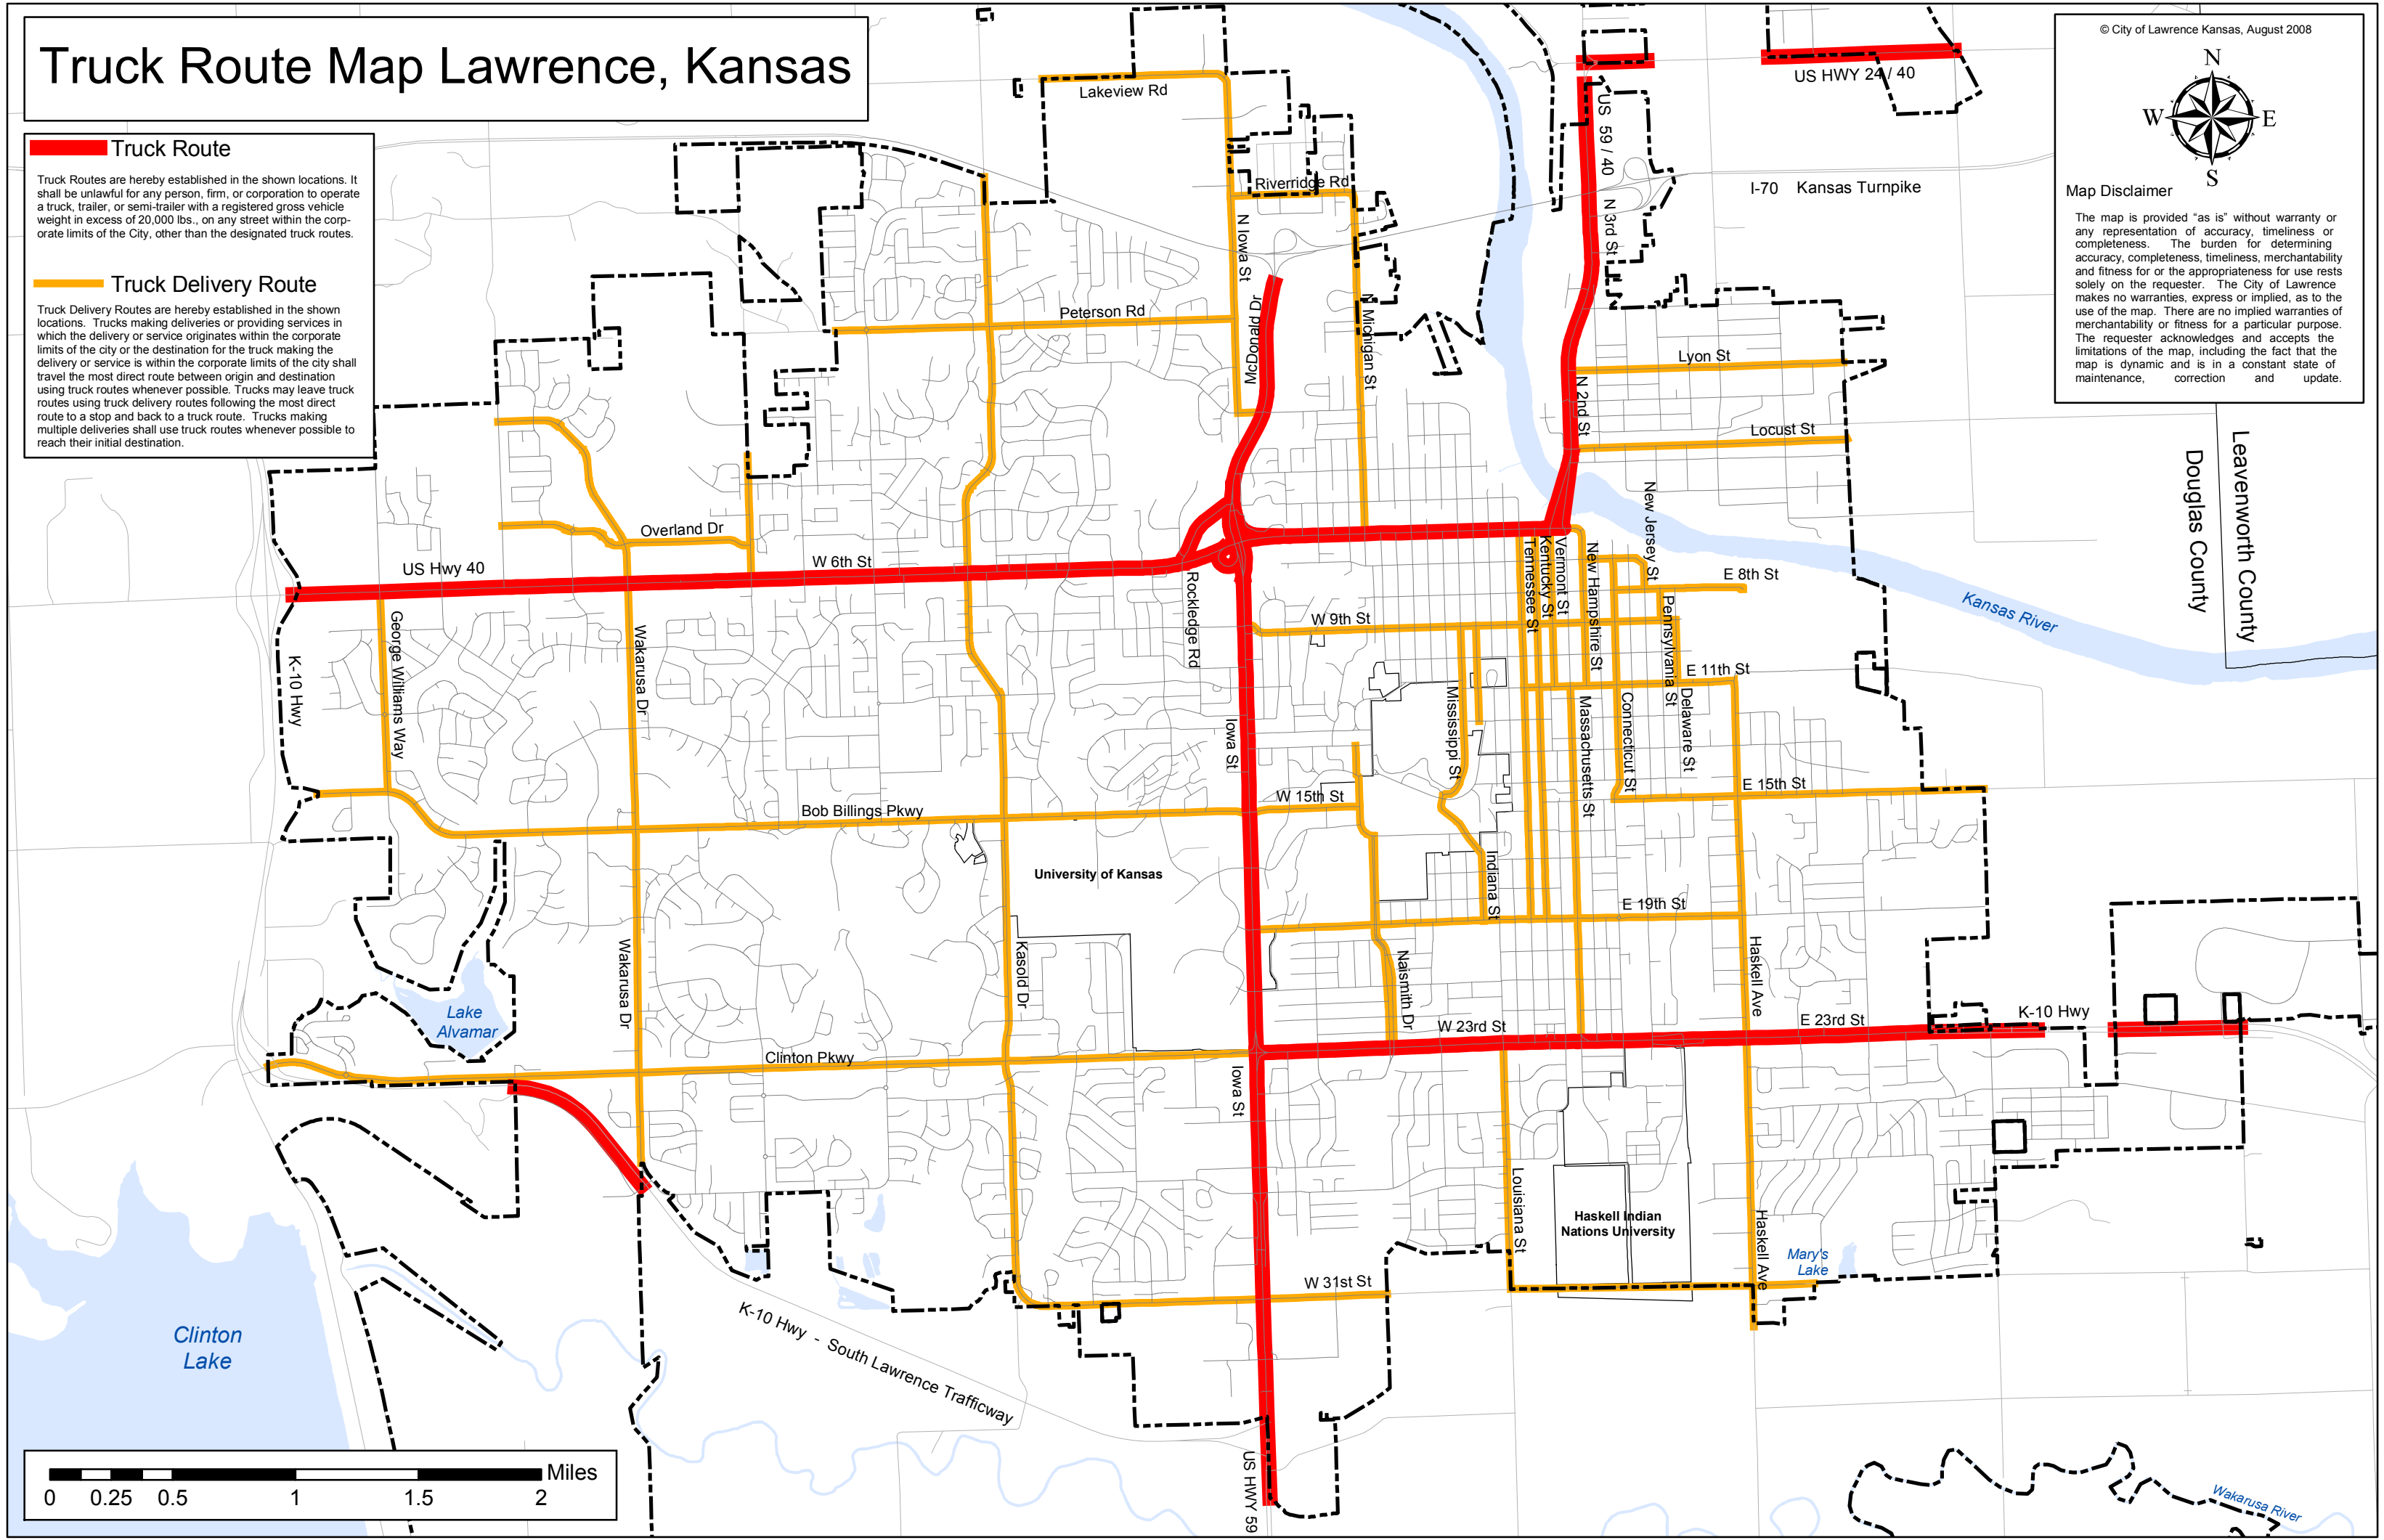 Truck Route Map Lawrence, Kansas
Truck Route
Truck Routes are hereby established in the shown locations. It
shall be unlawful for any person, firm, or corporation to operate
a truck, trailer, or semi-trailer with a registered gross vehicle
weight in excess of 20,000 lbs., on any street within the corp-
orate limits of the City, other than the designated truck routes.
Truck Delivery Route
Truck Delivery Routes are hereby established in the shown
locations. Trucks making deliveries or providing services in
which the delivery or service originates within the corporate
limits of the city or the destination for the truck making the
delivery or service is within the corporate limits of the city shall
travel the most direct route between origin and destination
using truck routes whenever possible. Trucks may leave truck
routes using truck delivery routes following the most direct
route to a stop and back to a truck route. Trucks making
multiple deliveries shall use truck routes whenever possible to
reach their initial destination.
© City of Lawrence Kansas, August 2008
N
W
E
S
Map Disclaimer
The map is provided “as is” without warranty or
any representation of accuracy, timeliness or
completeness. The burden for determining
accuracy, completeness, timeliness, merchantability
and fitness for or the appropriateness for use rests
solely on the requester. The City of Lawrence
makes no warranties, express or implied, as to the
use of the map. There are no implied warranties of
merchantability or fitness for a particular purpose.
The requester acknowledges and accepts the
limitations of the map, including the fact that the
map is dynamic and is in a constant state of
maintenance, correction and update.
US HWY 24 / 40
Lakeview Rd
US 59 / 40
Riverridge Rd
I-70 Kansas Turnpike
N Iowa St
N 3rd St
Peterson Rd
McDonald Dr
N Michigan St
Lyon St
N 2nd St
Locust St
Leavenworth County
Douglas County
New Jersey St
Overland Dr
US Hwy 40
W 6th St
Rockledge Rd
Tennessee St
Kentucky St
Vermont St
New Hampshire St
E 8th St
Kansas River
George Williams Way
Wakarusa Dr
W 9th St
Pennsylvania St
K-10 Hwy
E 11th St
Iowa St
Mississippi St
Massachusetts St
Connecticut St
Delaware St
Bob Billings Pkwy
W 15th St
E 15th St
University of Kansas
Indiana St
E 19th St
Wakarusa Dr
Kasold Dr
Naismith Dr
Haskell Ave
Lake
Alvamar
W 23rd St
E 23rd St
K-10 Hwy
Clinton Pkwy
Iowa St
Louisiana St
Haskell Indian
Nations University
Haskell Ave
Mary's
Lake
W 31st St
K-10 Hwy - South Lawrence Trafficway
Clinton
Lake
US HWY 59
Wakarusa River
Miles
0 0.25 0.5 1 1.5 2